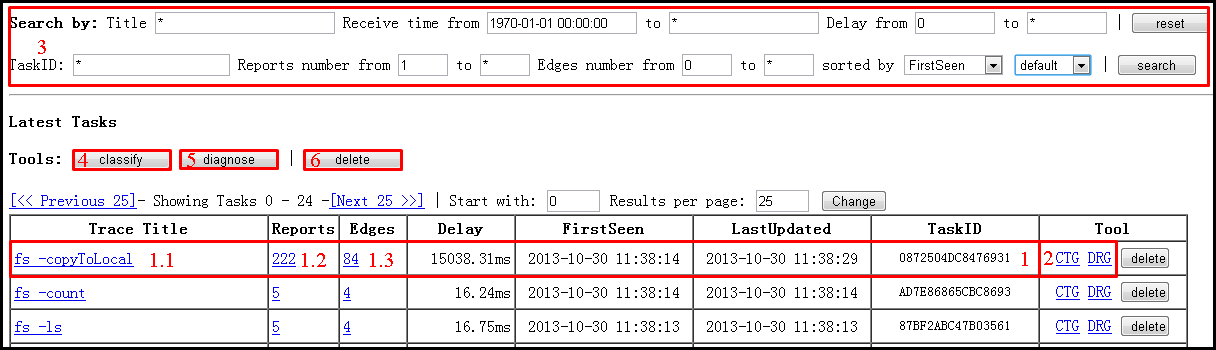 Search by: Title * Receive time from 1970-01-01 00:00:00 to * Delay from 0 to * | reset
3
TaskID: * Reports number from 1 to * Edges number from 0 to * sorted by FirstSeen default | search
Latest Tasks
Tools: 4 classify 5 diagnose | 6 delete
[<< Previous 25]- Showing Tasks 0 - 24 -[Next 25 >>] | Start with: 0 Results per page: 25 Change
Trace Title Reports Edges Delay FirstSeen LastUpdated TaskID Tool
fs -copyToLocal 1.1 222 1.2 84 1.3 15038.31ms 2013-10-30 11:38:14 2013-10-30 11:38:29 0872504DC8476931 1 2 CTG DRG delete
fs -count 5 4 16.24ms 2013-10-30 11:38:14 2013-10-30 11:38:14 AD7E86865CBC8693 CTG DRG delete
fs -ls 5 4 16.75ms 2013-10-30 11:38:13 2013-10-30 11:38:13 87BF2ABC47B03561 CTG DRG delete